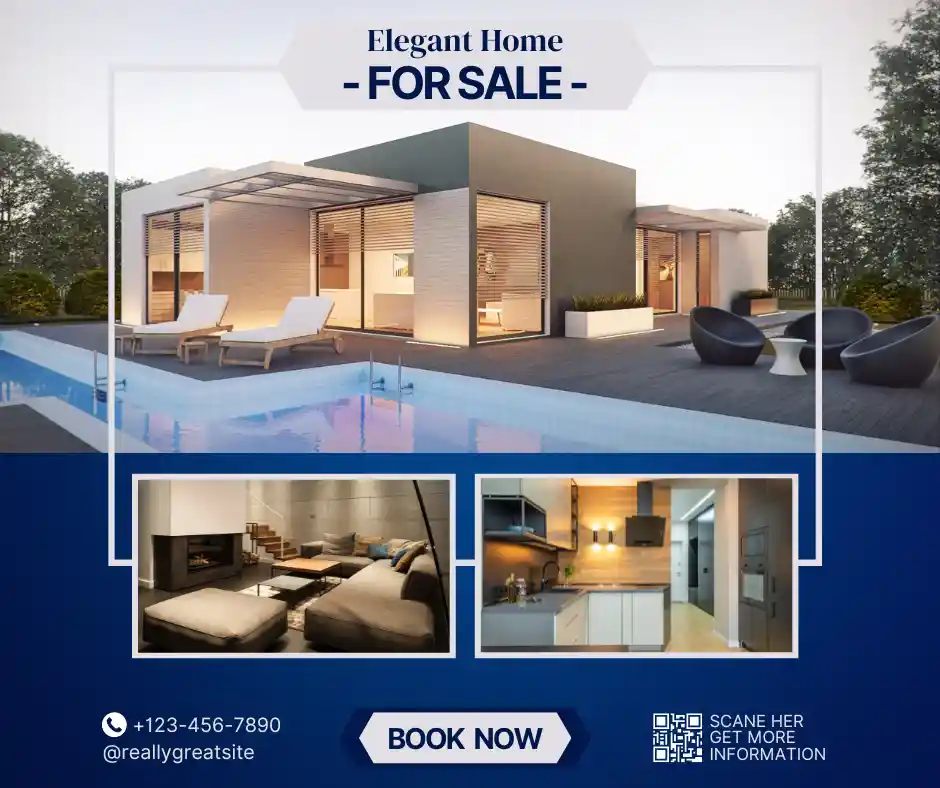 Elegant Home
- FOR SALE -
+123-456-7890
@reallygreatsite
BOOK NOW
SCANE HER
GET MORE
INFORMATION